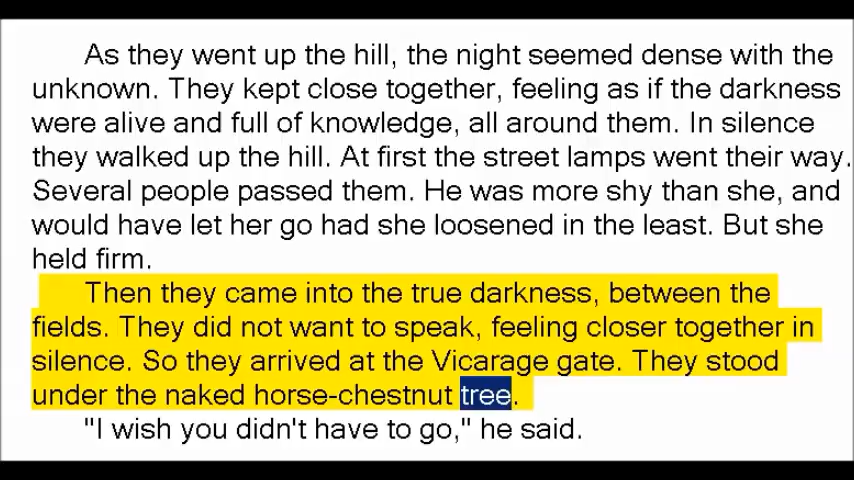 As they went up the hill, the night seemed dense with the
unknown. They kept close together, feeling as if the darkness
were alive and full of knowledge, all around them. In silence
they walked up the hill. At first the street lamps went their way.
Several people passed them. He was more shy than she, and
would have let her go had she loosened in the least. But she
held firm.
Then they came into the true darkness, between the
fields. They did not want to speak, feeling closer together in
silence. So they arrived at the Vicarage gate. They stood
under the naked horse-chestnut tree.
"I wish you didn't have to go," he said.